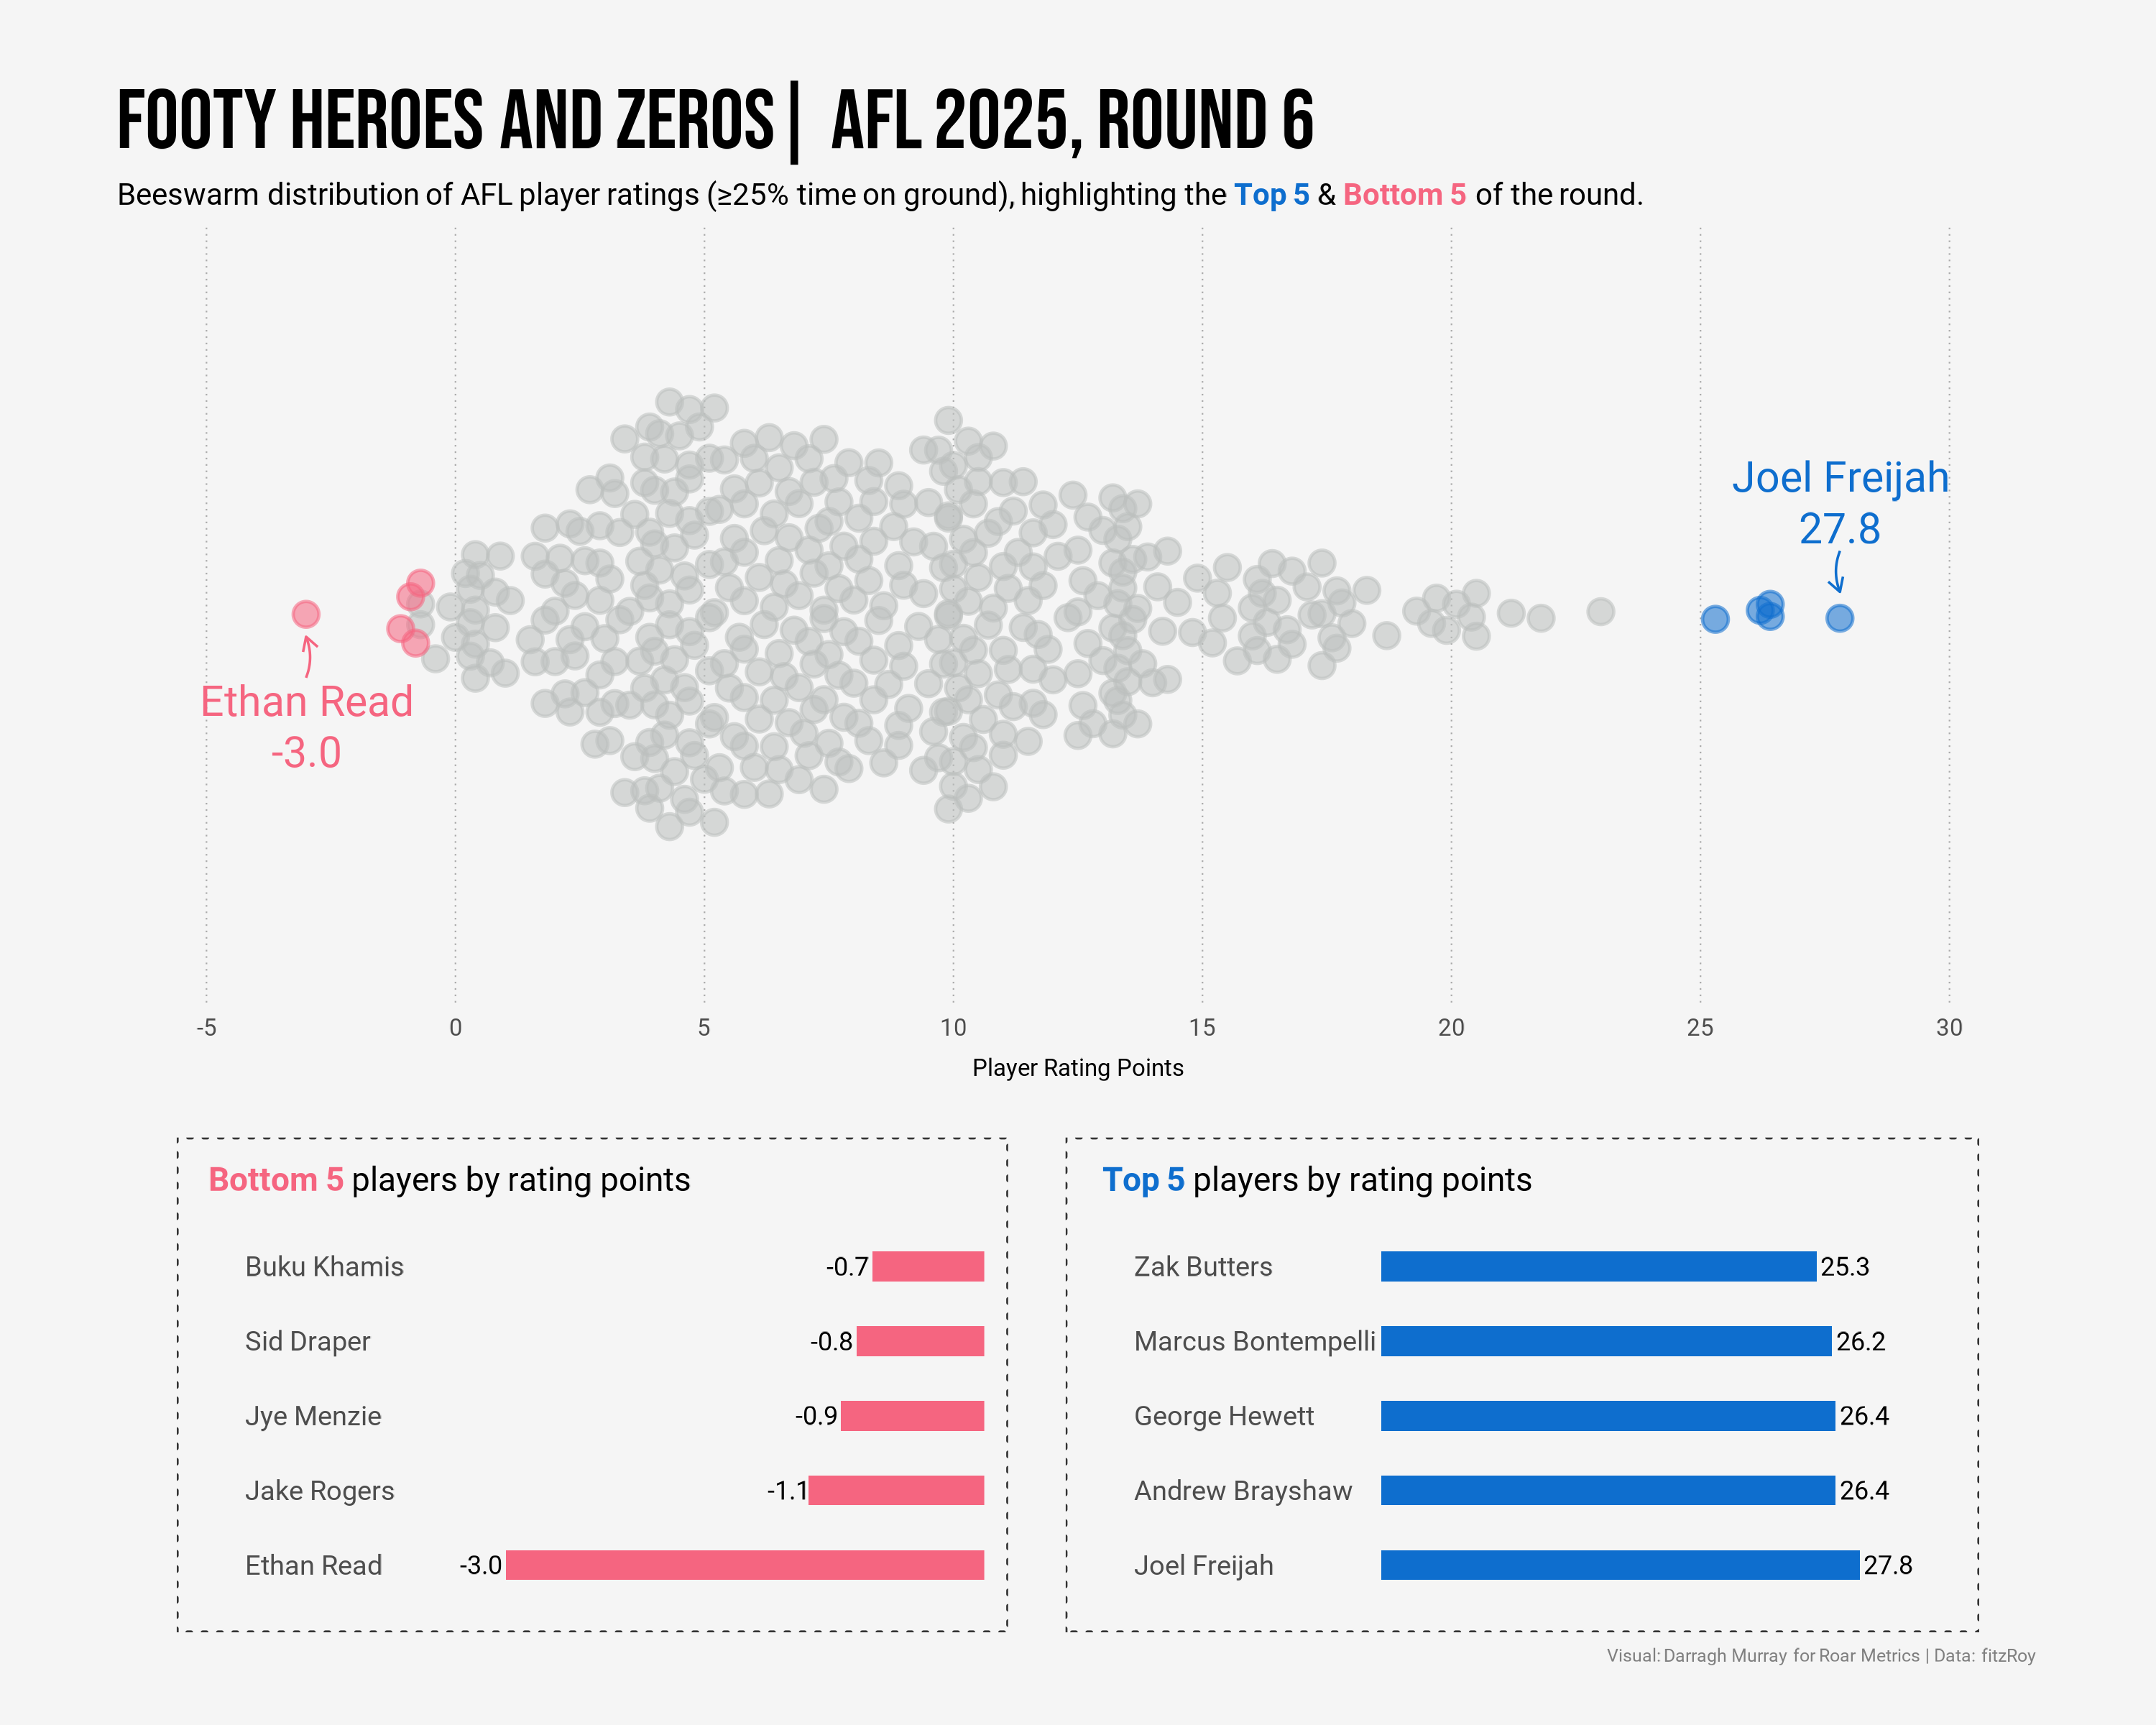 FOOTY HEROES AND ZEROS| AFL 2025, ROUND 6
Beeswarm distribution of AFL player ratings (≥25% time on ground), highlighting the Top 5 & Bottom 5 of the round.
Joel Freijah
27.8
Ethan Read
-3.0
-5 0 5 10 15 20 25 30
Player Rating Points
Bottom 5 players by rating points
Buku Khamis -0.7
Sid Draper -0.8
Jye Menzie -0.9
Jake Rogers -1.1
Ethan Read -3.0
Top 5 players by rating points
Zak Butters 25.3
Marcus Bontempelli 26.2
George Hewett 26.4
Andrew Brayshaw 26.4
Joel Freijah 27.8
Visual: Darragh Murray for Roar Metrics | Data: fitzRoy